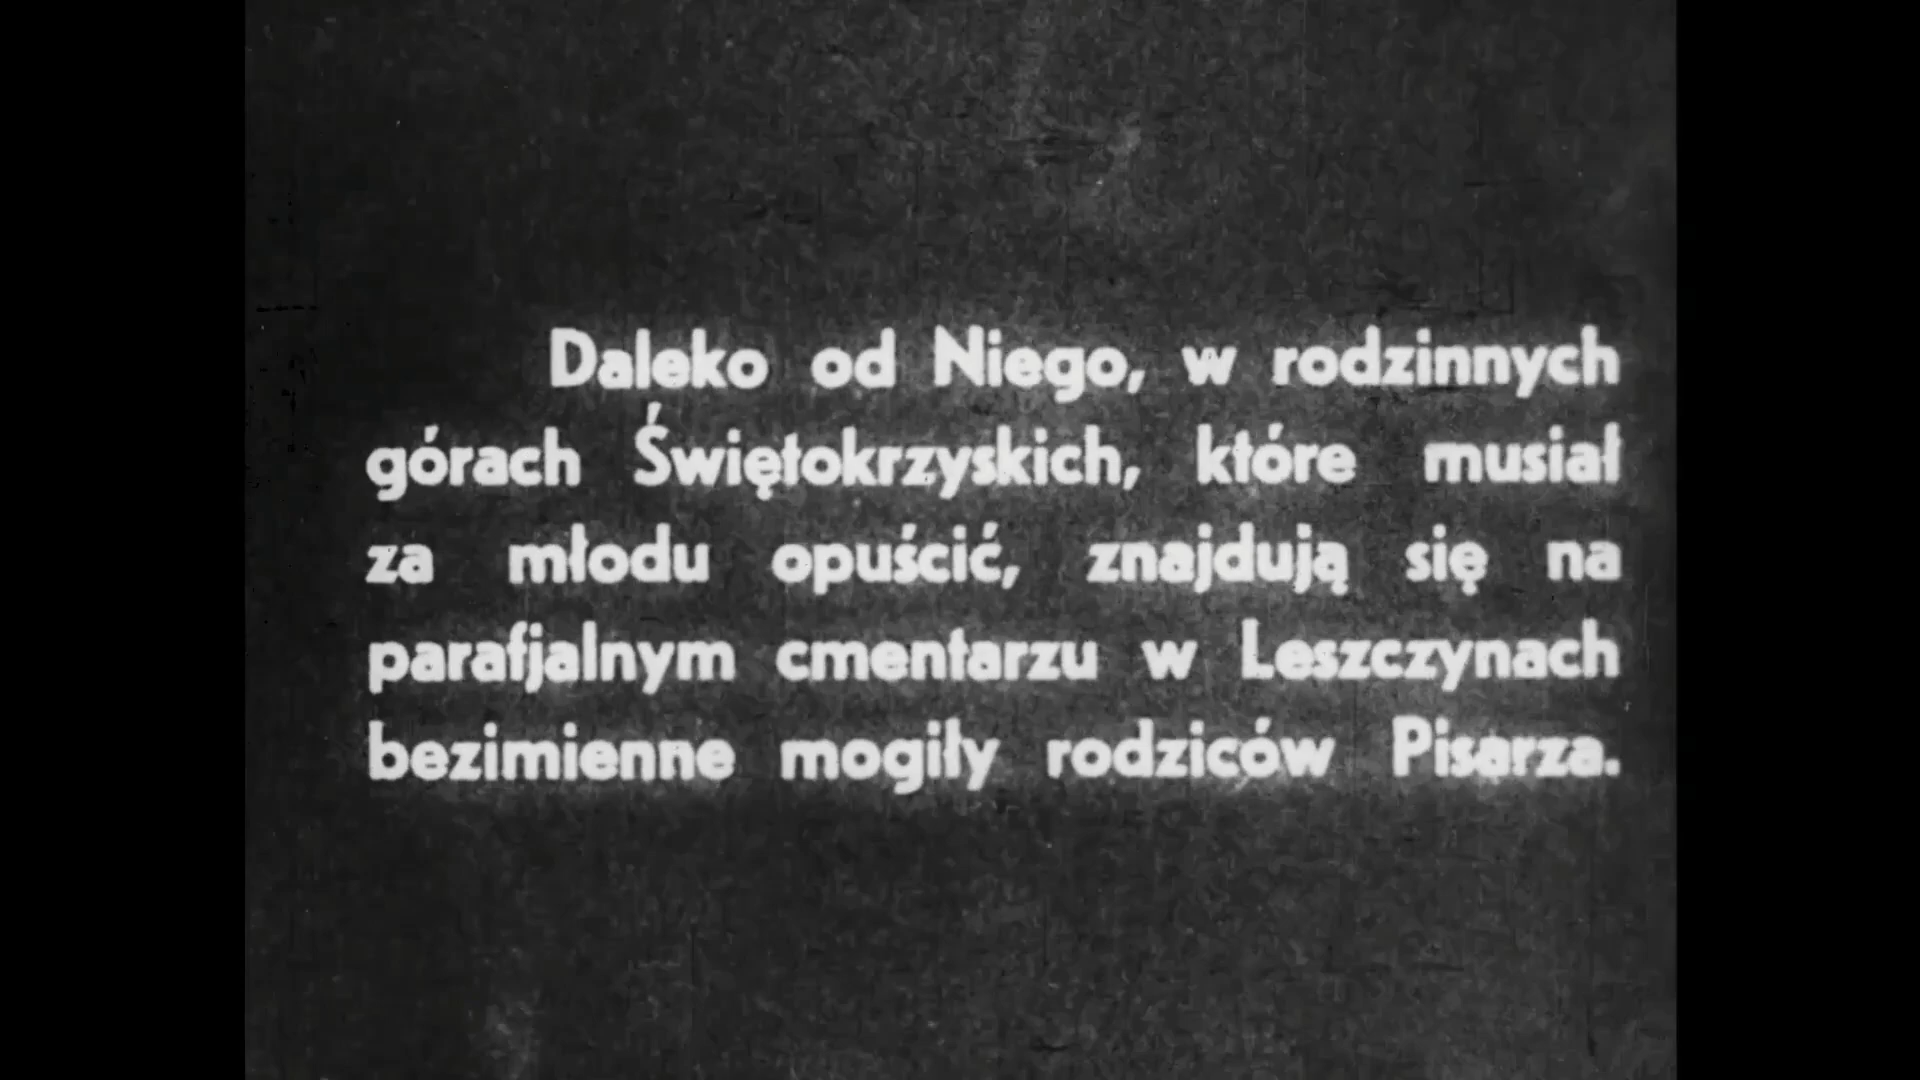 Daleko od Niego, w rodzinnych
górach Świętokrzyskich, które musiał
za młodu opuścić, znajdują się na
parafjalnym cmentarzu w Leszczynach
bezimienne mogiły rodziców Pisarza.